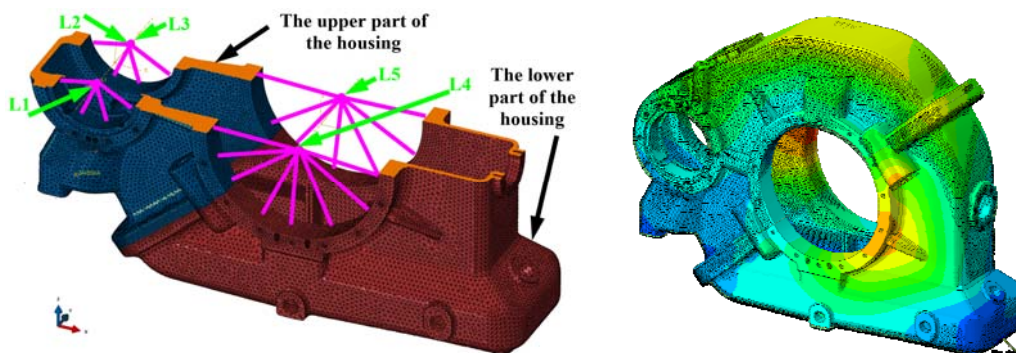 L2
L3
The upper part of
the housing
L5
L4
The lower
part of the
housing
L1